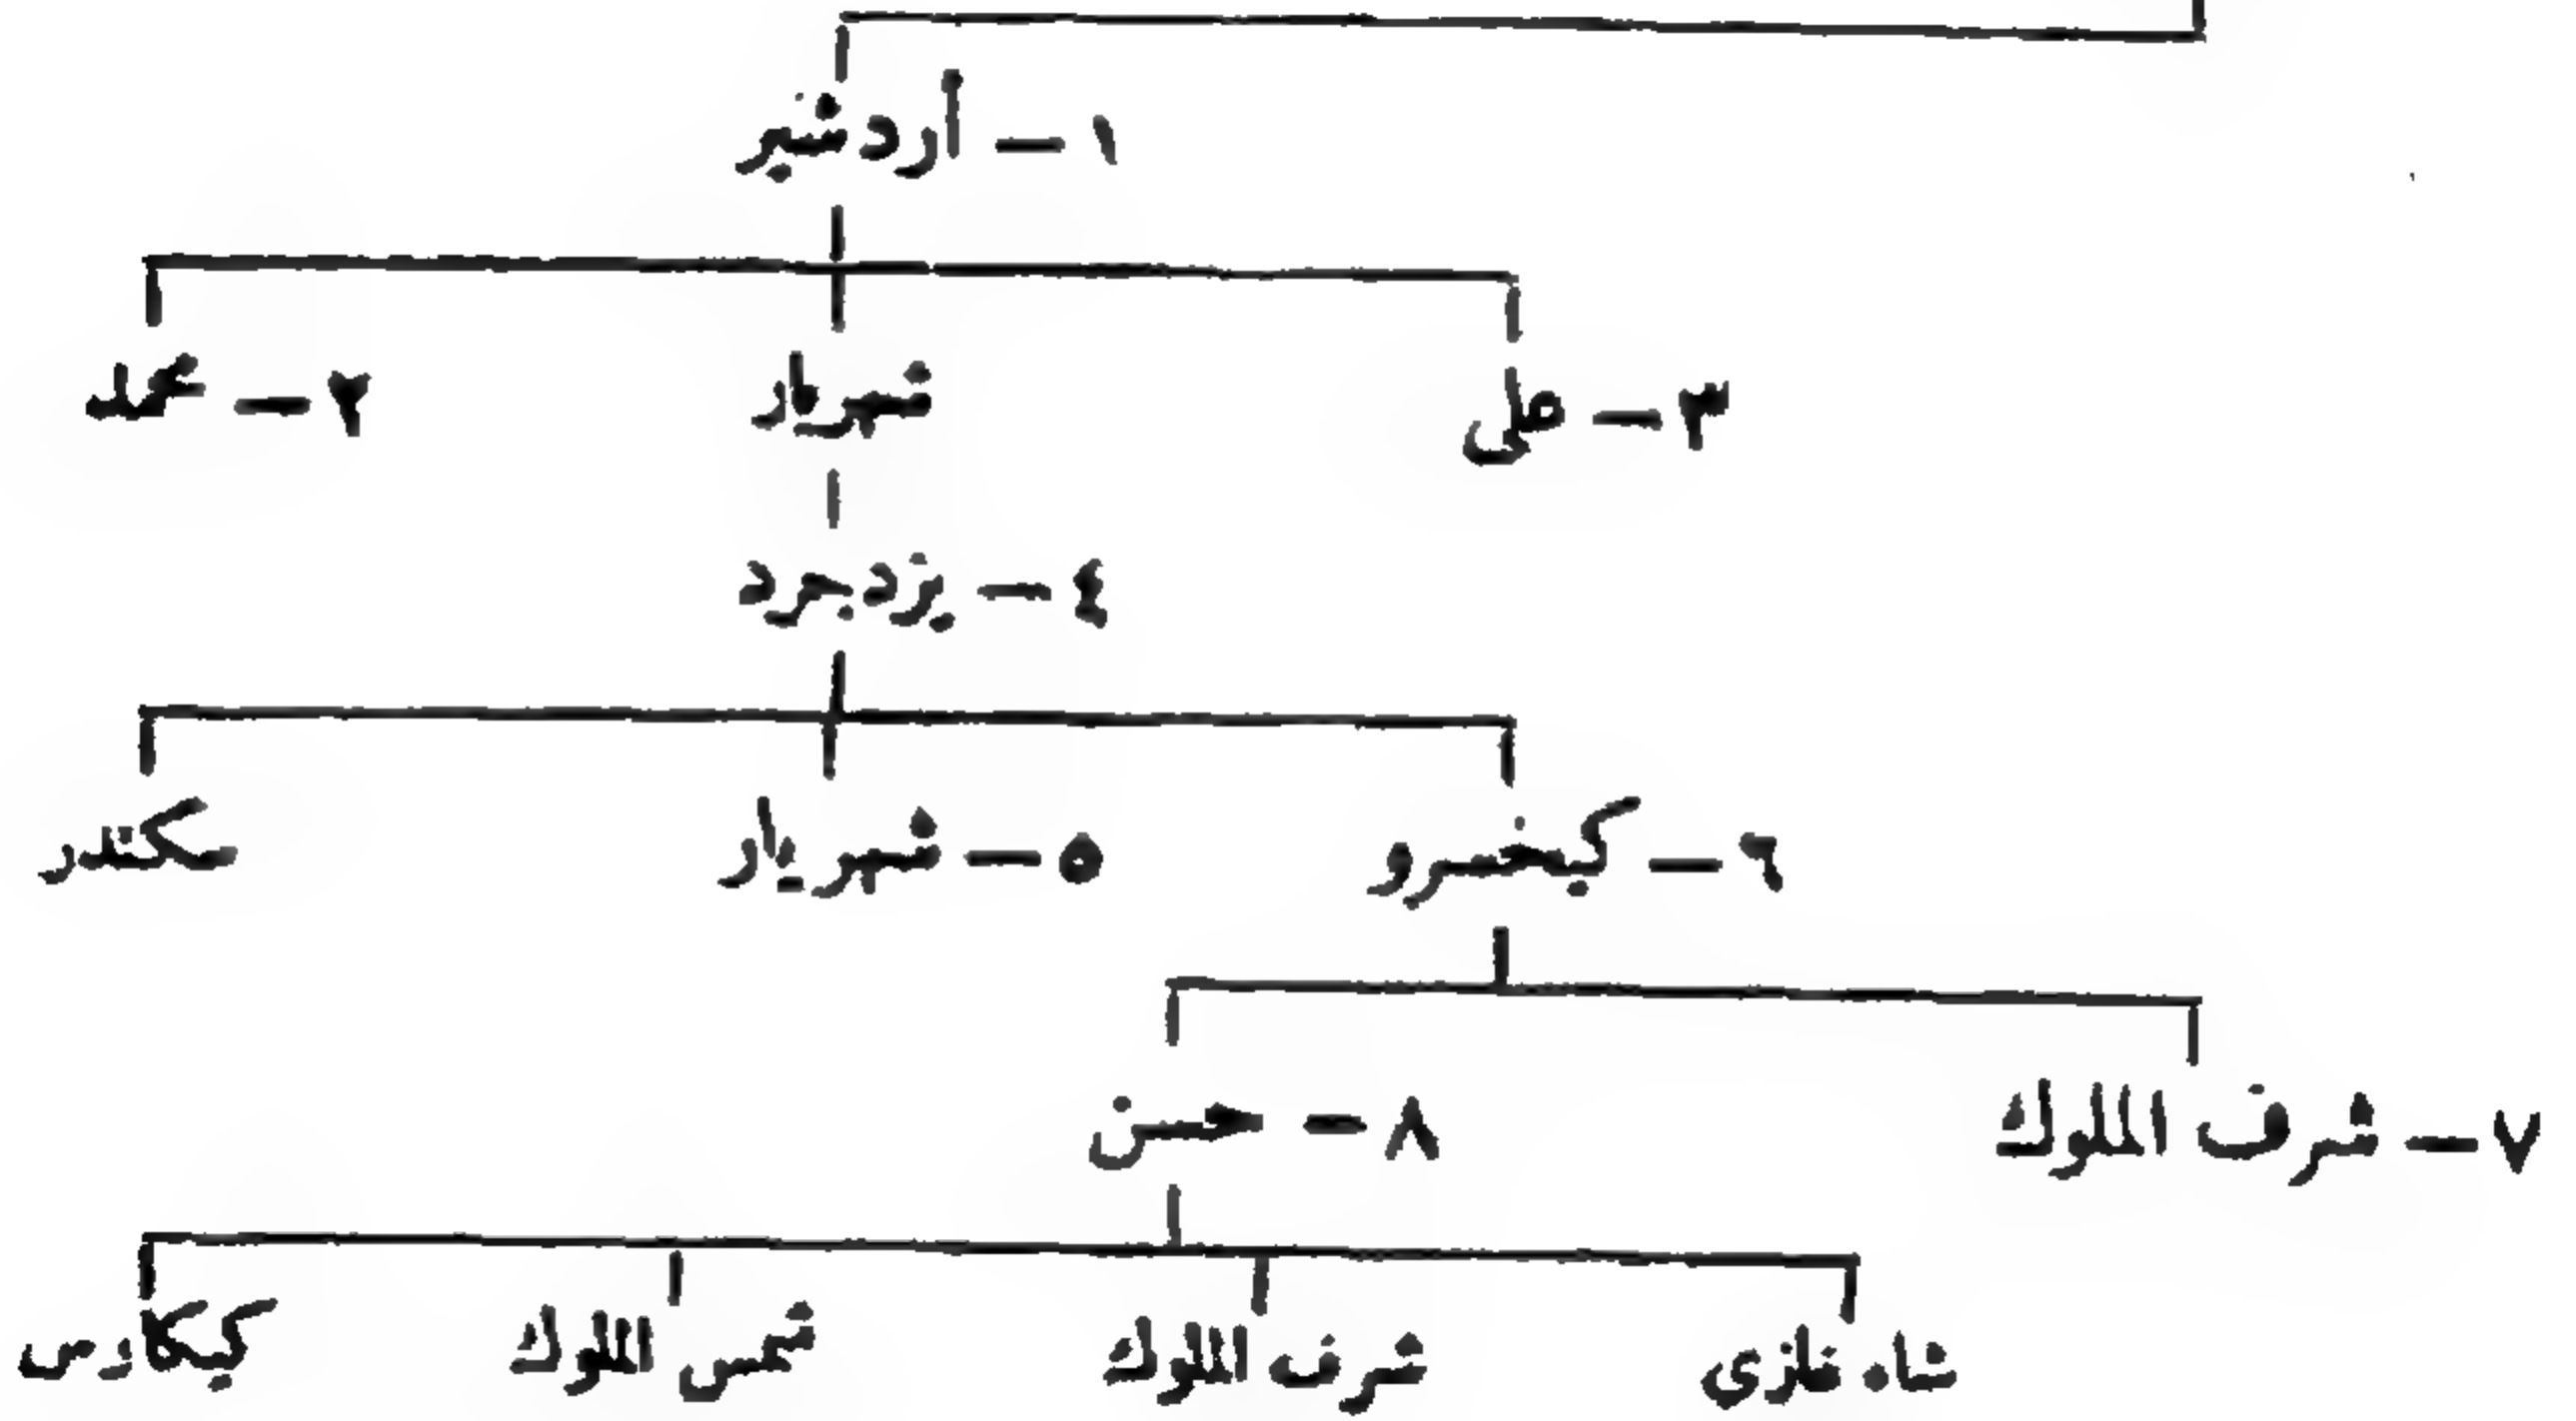 ١ – أردشير
٣ – على شهريار ٢ – محمد
٤ – يزدجرد
٦ – كيخسرو ٥ – شهريار سكندر
٧ – شرف الملوك ٨ – حسن
شاه غازى شرف الملوك شمس الملوك كيكاوس